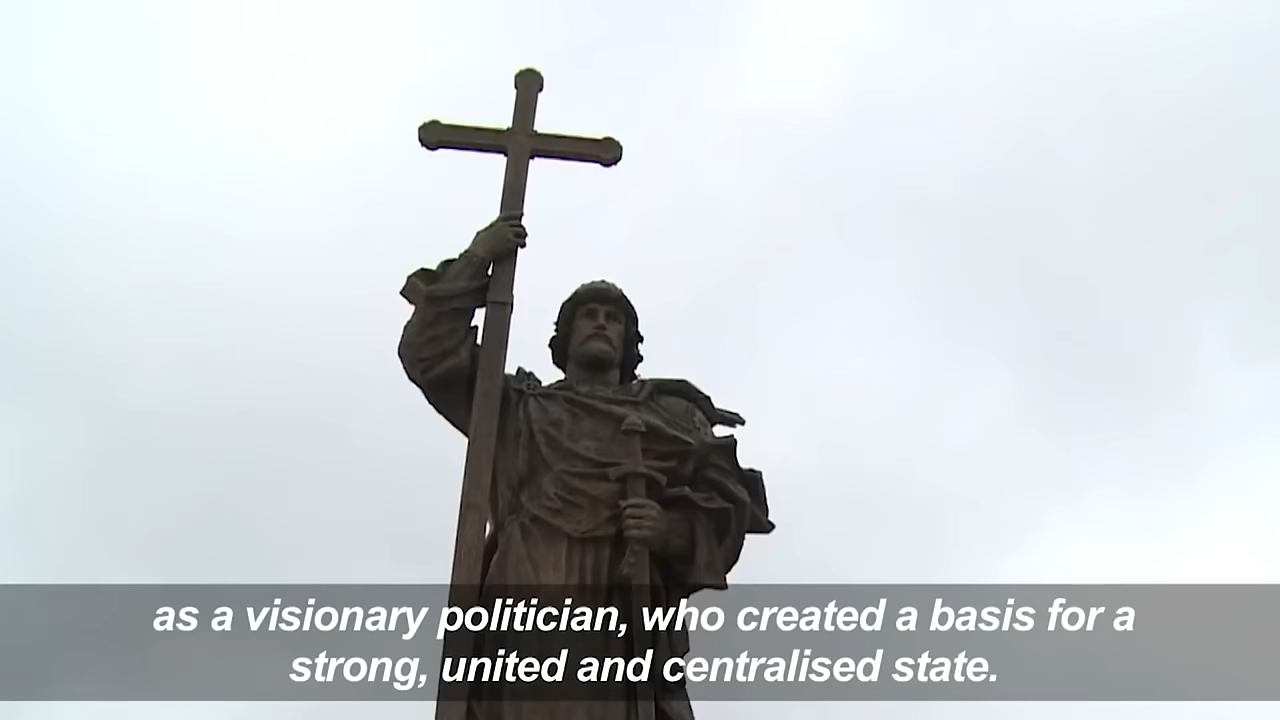 as a visionary politician, who created a basis for a
strong, united and centralised state.